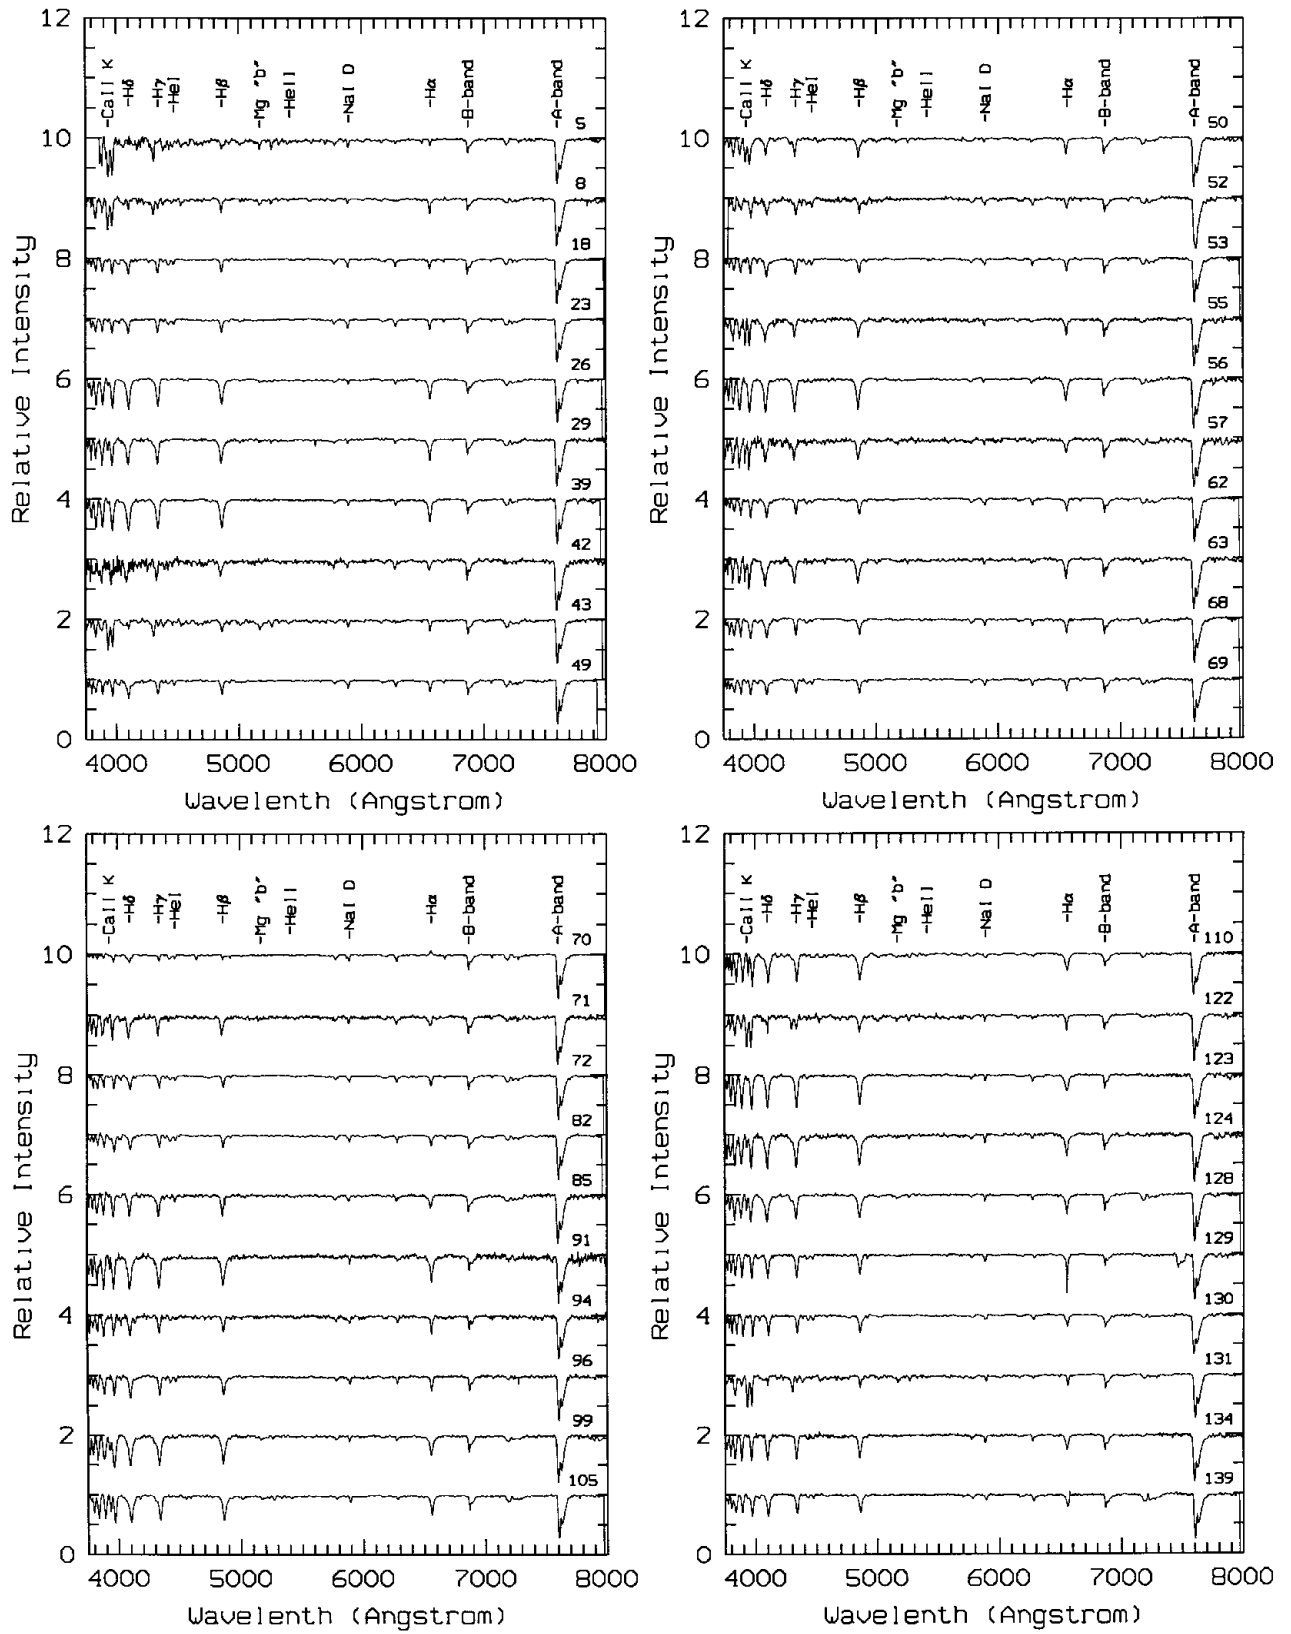 12
10
8
6
4
2
0
Relative Intensity
-CaII K
-Hδ
-Hγ
-HeI
-Hβ
-Mg "b"
-HeII
-NaI D
-Hα
-B-band
-A-band
5
8
18
23
26
29
39
42
43
49
4000 5000 6000 7000 8000
Wavelenth (Angstrom)
12
10
8
6
4
2
0
Relative Intensity
-CaII K
-Hδ
-Hγ
-HeI
-Hβ
-Mg "b"
-HeII
-NaI D
-Hα
-B-band
-A-band
50
52
53
55
56
57
62
63
68
69
4000 5000 6000 7000 8000
Wavelenth (Angstrom)
12
10
8
6
4
2
0
Relative Intensity
-CaII K
-Hδ
-Hγ
-HeI
-Hβ
-Mg "b"
-HeII
-NaI D
-Hα
-B-band
-A-band
70
71
72
82
85
91
94
96
99
105
4000 5000 6000 7000 8000
Wavelenth (Angstrom)
12
10
8
6
4
2
0
Relative Intensity
-CaII K
-Hδ
-Hγ
-HeI
-Hβ
-Mg "b"
-HeII
-NaI D
-Hα
-B-band
-A-band
110
122
123
124
128
129
130
131
134
139
4000 5000 6000 7000 8000
Wavelenth (Angstrom)